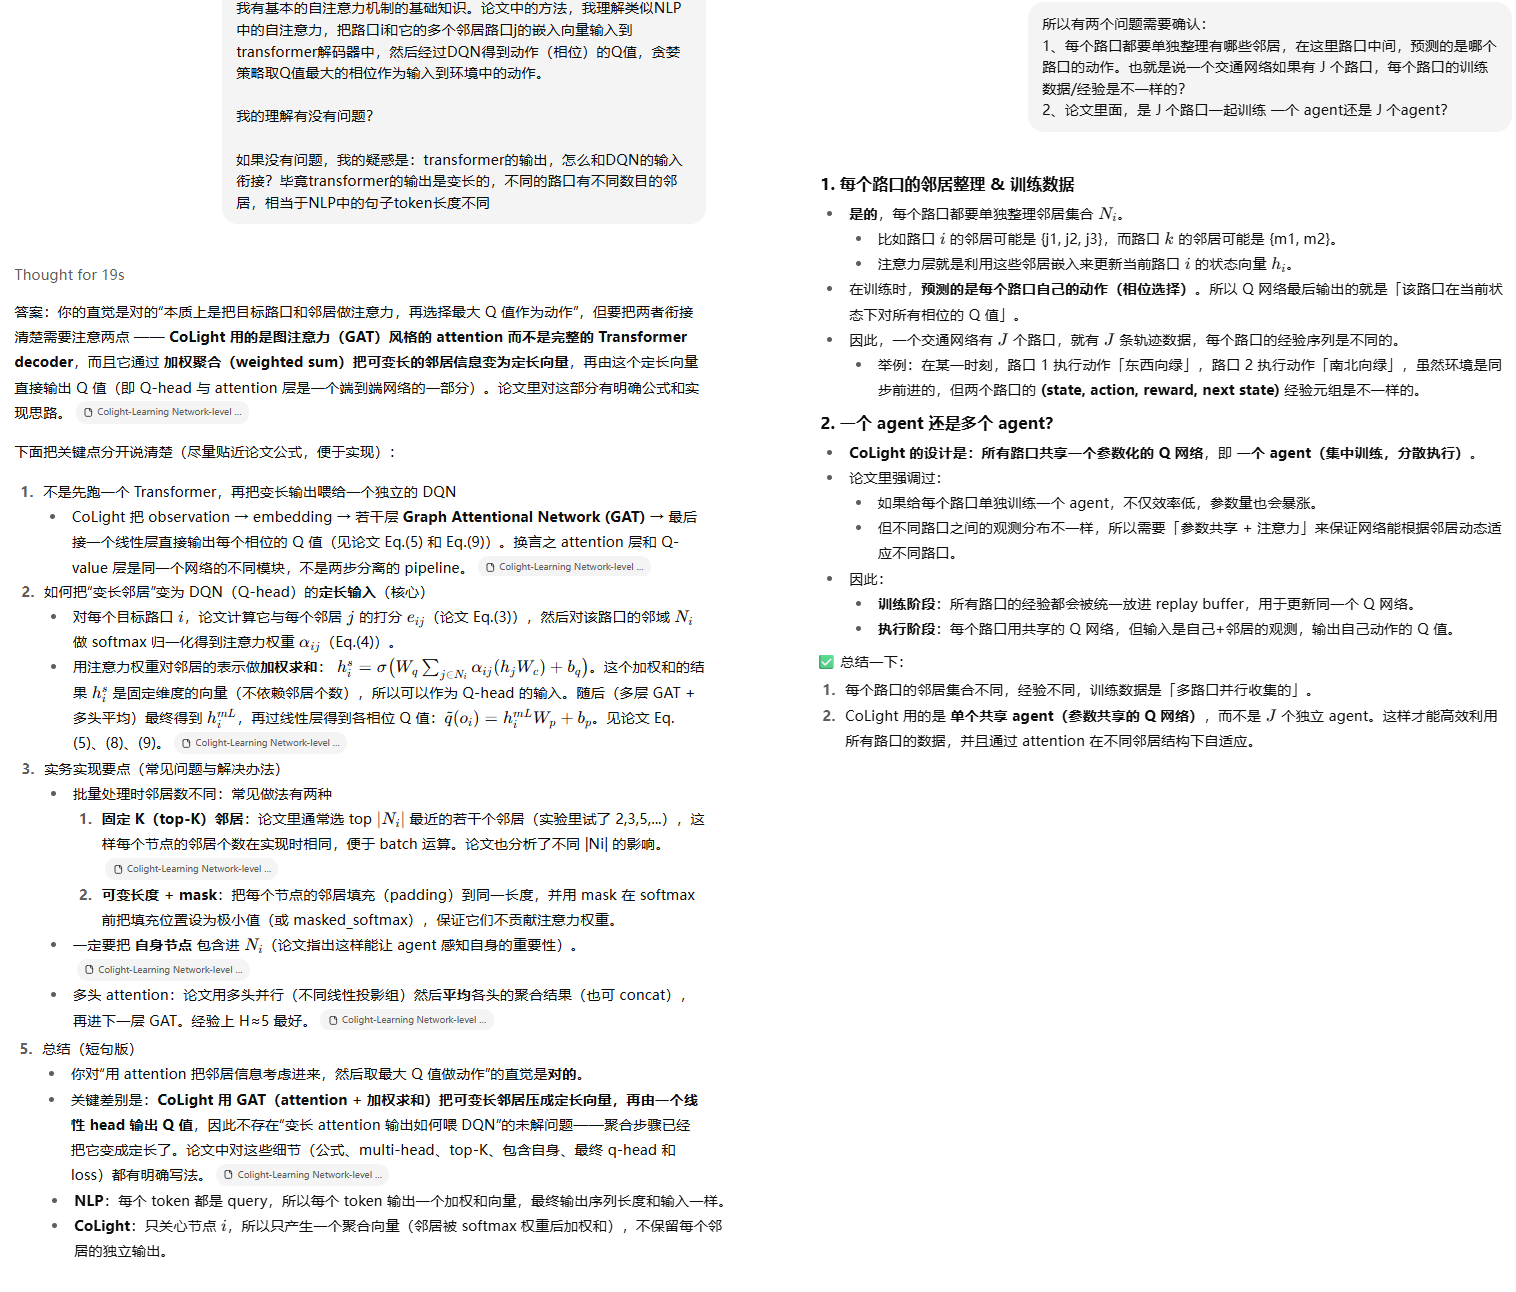 我有基本的自注意力机制的基础知识。论文中的方法，我理解类似NLP
中的自注意力，把路口i和它的多个邻居路口j的嵌入向量输入到
transformer解码器中，然后经过DQN得到动作（相位）的Q值，贪婪
策略取Q值最大的相位作为输入到环境中的动作。
我的理解有没有问题？
如果没有问题，我的疑惑是：transformer的输出，怎么和DQN的输入
衔接？毕竟transformer的输出是变长的，不同的路口有不同数目的邻
居，相当于NLP中的句子token长度不同
Thought for 19s
答案：你的直觉是对的“本质上是把目标路口和邻居做注意力，再选择最大 Q 值作为动作”，但要把两者衔接
清楚需要注意两点 —— CoLight 用的是图注意力（GAT）风格的 attention 而不是完整的 Transformer
decoder，而且它通过 加权聚合（weighted sum）把可变长的邻居信息变为定长向量，再由这个定长向量
直接输出 Q 值（即 Q-head 与 attention 层是一个端到端网络的一部分）。论文里对这部分有明确公式和实
现思路。 Colight-Learning Network-level ...
下面把关键点分开说清楚（尽量贴近论文公式，便于实现）：
1. 不是先跑一个 Transformer，再把变长输出喂给一个独立的 DQN
• CoLight 把 observation → embedding → 若干层 Graph Attentional Network (GAT) → 最后
接一个线性层直接输出每个相位的 Q 值（见论文 Eq.(5) 和 Eq.(9)）。换言之 attention 层和 Q-
value 层是同一个网络的不同模块，不是两步分离的 pipeline。 Colight-Learning Network-level ...
2. 如何把“变长邻居”变为 DQN（Q-head）的定长输入（核心）
• 对每个目标路口 i，论文计算它与每个邻居 j 的打分 e_{ij}（论文 Eq.(3)），然后对该路口的邻域 N_i
做 softmax 归一化得到注意力权重 α_{ij}（Eq.(4)）。
• 用注意力权重对邻居的表示做加权求和： h_i^s = σ(W_q ∑_{j∈N_i} α_{ij}(h_jW_c) + b_q)。这个加权和的结
果 h_i^s 是固定维度的向量（不依赖邻居个数），所以可以作为 Q-head 的输入。随后（多层 GAT +
多头平均）最终得到 h_i^{mL}，再过线性层得到各相位 Q 值：q̃(o_i) = h_i^{mL}W_p + b_p。见论文 Eq.
(5)、(8)、(9)。 Colight-Learning Network-level ...
3. 实务实现要点（常见问题与解决办法）
• 批量处理时邻居数不同：常见做法有两种
1. 固定 K（top-K）邻居：论文里通常选 top |N_i| 最近的若干个邻居（实验里试了 2,3,5,...），这
样每个节点的邻居个数在实现时相同，便于 batch 运算。论文也分析了不同 |Ni| 的影响。
Colight-Learning Network-level ...
2. 可变长度 + mask：把每个节点的邻居填充（padding）到同一长度，并用 mask 在 softmax
前把填充位置设为极小值（或 masked_softmax），保证它们不贡献注意力权重。
• 一定要把 自身节点 包含进 N_i（论文指出这样能让 agent 感知自身的重要性）。
Colight-Learning Network-level ...
• 多头 attention：论文用多头并行（不同线性投影组）然后平均各头的聚合结果（也可 concat），
再进下一层 GAT。经验上 H≈5 最好。 Colight-Learning Network-level ...
5. 总结（短句版）
• 你对“用 attention 把邻居信息考虑进来，然后取最大 Q 值做动作”的直觉是对的。
• 关键差别是：CoLight 用 GAT（attention + 加权求和）把可变长邻居压成定长向量，再由一个线
性 head 输出 Q 值，因此不存在“变长 attention 输出如何喂 DQN”的未解问题——聚合步骤已经
把它变成定长了。论文中对这些细节（公式、multi-head、top-K、包含自身、最终 q-head 和
loss）都有明确写法。 Colight-Learning Network-level ...
• NLP：每个 token 都是 query，所以每个 token 输出一个加权和向量，最终输出序列长度和输入一样。
• CoLight：只关心节点 i，所以只产生一个聚合向量（邻居被 softmax 权重后加权和），不保留每个邻
居的独立输出。
所以有两个问题需要确认：
1、每个路口都要单独整理有哪些邻居，在这里路口中间，预测的是哪个
路口的动作。也就是说一个交通网络如果有 J 个路口，每个路口的训练
数据/经验是不一样的？
2、论文里面，是 J 个路口一起训练 一个 agent还是 J 个agent？
1. 每个路口的邻居整理 & 训练数据
• 是的，每个路口都要单独整理邻居集合 N_i。
• 比如路口 i 的邻居可能是 {j1, j2, j3}，而路口 k 的邻居可能是 {m1, m2}。
• 注意力层就是利用这些邻居嵌入来更新当前路口 i 的状态向量 h_i。
• 在训练时，预测的是每个路口自己的动作（相位选择）。所以 Q 网络最后输出的就是「该路口在当前状
态下对所有相位的 Q 值」。
• 因此，一个交通网络有 J 个路口，就有 J 条轨迹数据，每个路口的经验序列是不同的。
• 举例：在某一时刻，路口 1 执行动作「东西向绿」，路口 2 执行动作「南北向绿」，虽然环境是同
步前进的，但两个路口的 (state, action, reward, next state) 经验元组是不一样的。
2. 一个 agent 还是多个 agent?
• CoLight 的设计是：所有路口共享一个参数化的 Q 网络，即 一个 agent（集中训练，分散执行）。
• 论文里强调过：
• 如果给每个路口单独训练一个 agent，不仅效率低，参数量也会暴涨。
• 但不同路口之间的观测分布不一样，所以需要「参数共享 + 注意力」来保证网络能根据邻居动态适
应不同路口。
• 因此：
• 训练阶段：所有路口的经验都会被统一放进 replay buffer，用于更新同一个 Q 网络。
• 执行阶段：每个路口用共享的 Q 网络，但输入是自己+邻居的观测，输出自己动作的 Q 值。
✅ 总结一下：
1. 每个路口的邻居集合不同，经验不同，训练数据是「多路口并行收集的」。
2. CoLight 用的是 单个共享 agent（参数共享的 Q 网络），而不是 J 个独立 agent。这样才能高效利用
所有路口的数据，并且通过 attention 在不同邻居结构下自适应。